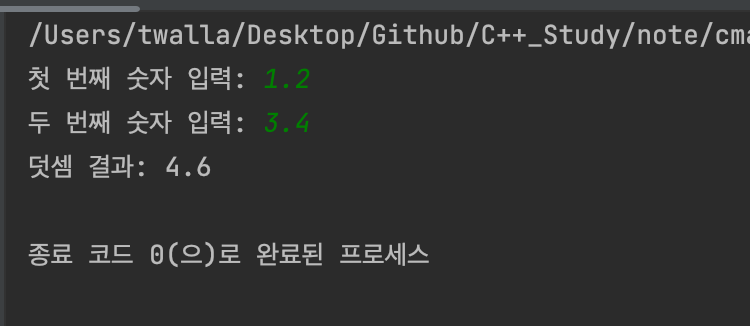 /Users/twalla/Desktop/Github/C++_Study/note/cma
첫 번째 숫자 입력: 1.2
두 번째 숫자 입력: 3.4
덧셈 결과: 4.6
종료 코드 0(으)로 완료된 프로세스